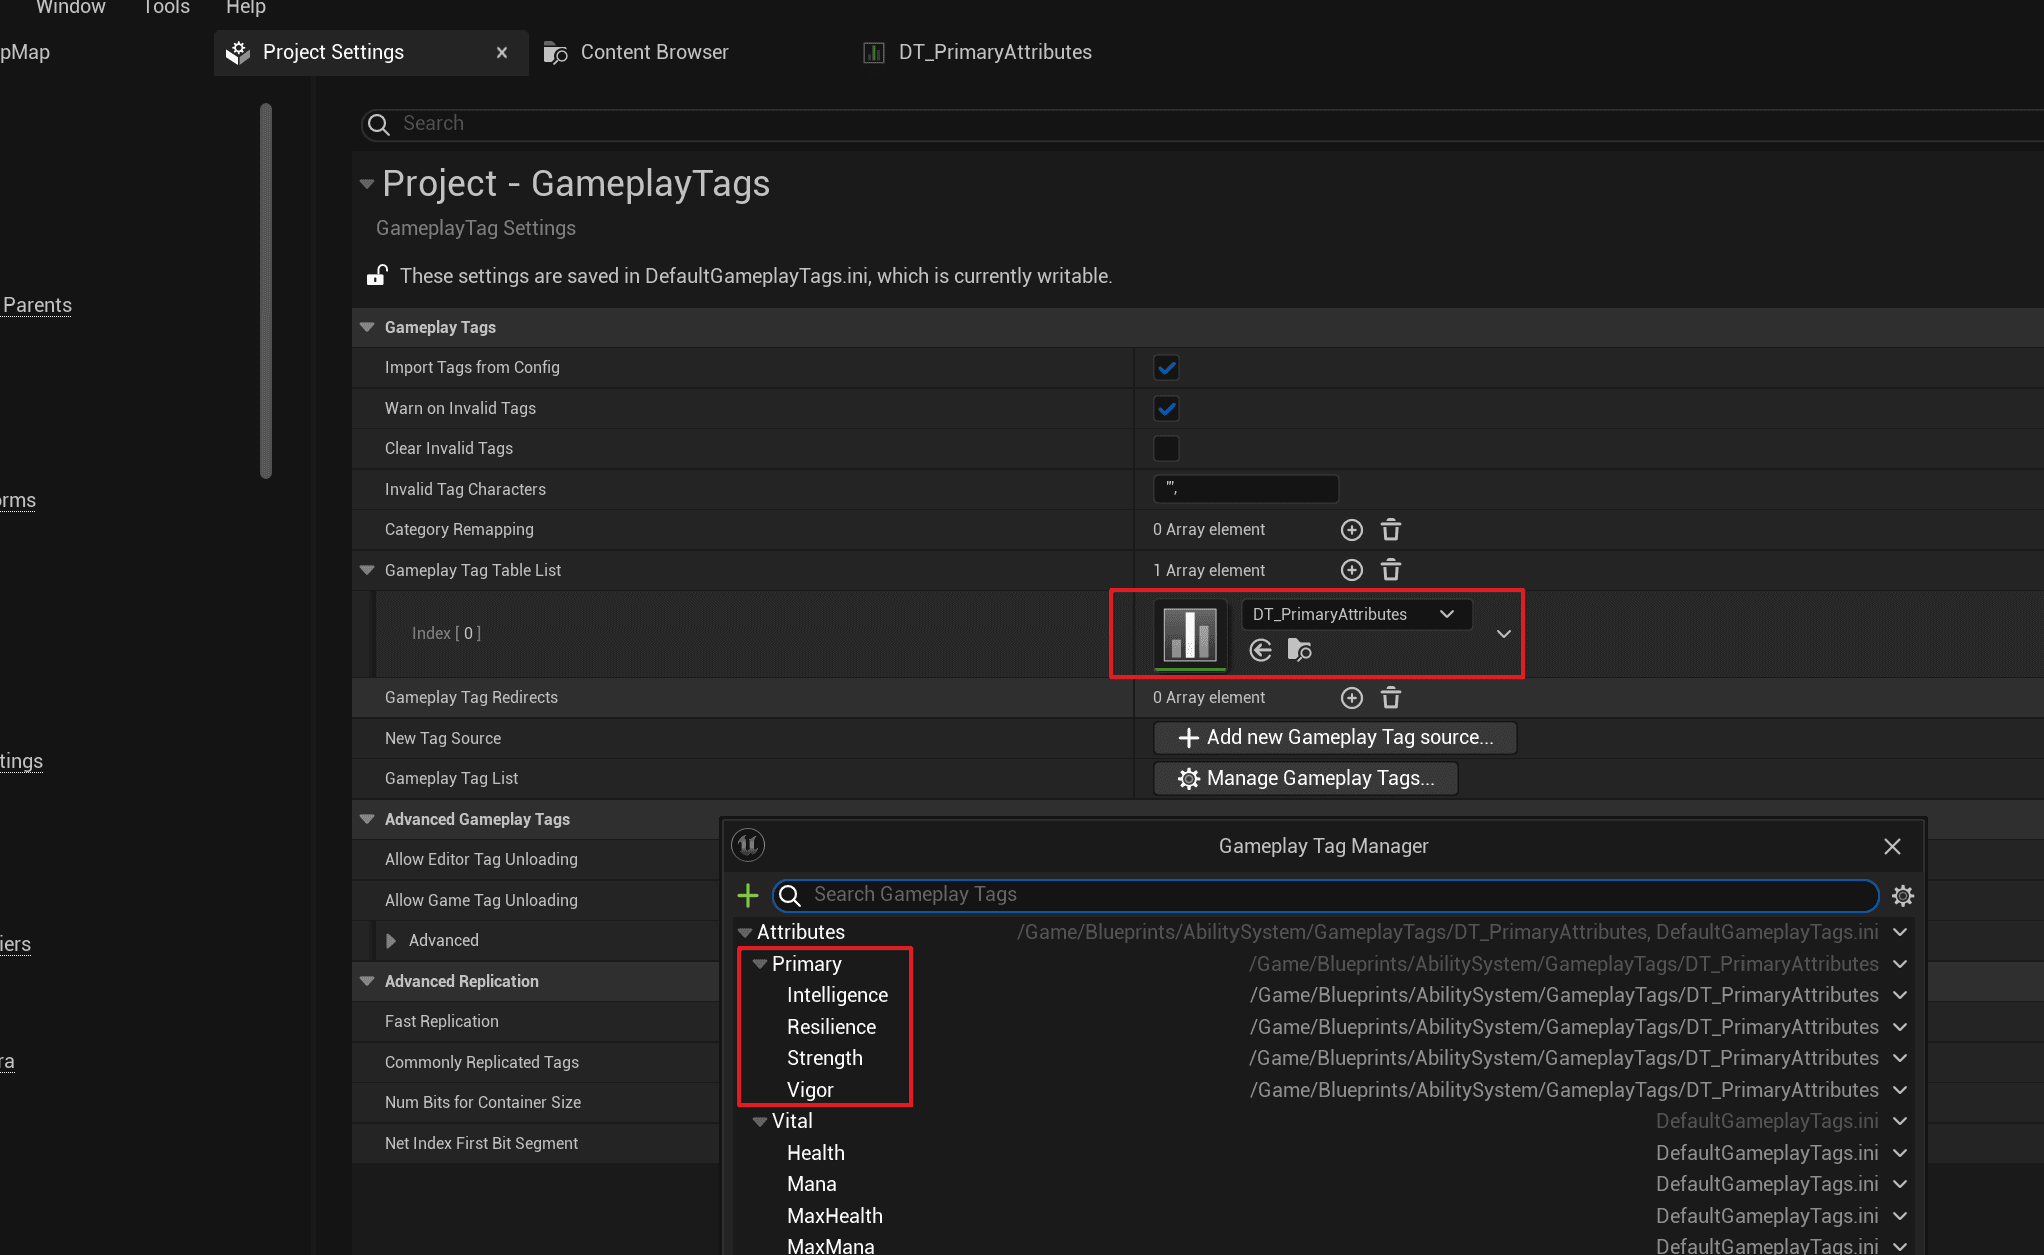 Window Tools Help
pMap
Project Settings
Content Browser
DT_PrimaryAttributes
Search
Project - GameplayTags
GameplayTag Settings
These settings are saved in DefaultGameplayTags.ini, which is currently writable.
Parents
orms
tings
iers
ra
Gameplay Tags
Import Tags from Config
Warn on Invalid Tags
Clear Invalid Tags
Invalid Tag Characters "',
Category Remapping 0 Array element
Gameplay Tag Table List 1 Array element
Index [ 0 ] DT_PrimaryAttributes
Gameplay Tag Redirects 0 Array element
New Tag Source Add new Gameplay Tag source...
Gameplay Tag List Manage Gameplay Tags...
Advanced Gameplay Tags
Allow Editor Tag Unloading
Allow Game Tag Unloading
Advanced
Advanced Replication
Fast Replication
Commonly Replicated Tags
Num Bits for Container Size
Net Index First Bit Segment
Gameplay Tag Manager
Search Gameplay Tags
Attributes /Game/Blueprints/AbilitySystem/GameplayTags/DT_PrimaryAttributes, DefaultGameplayTags.ini
Primary /Game/Blueprints/AbilitySystem/GameplayTags/DT_PrimaryAttributes
Intelligence /Game/Blueprints/AbilitySystem/GameplayTags/DT_PrimaryAttributes
Resilience /Game/Blueprints/AbilitySystem/GameplayTags/DT_PrimaryAttributes
Strength /Game/Blueprints/AbilitySystem/GameplayTags/DT_PrimaryAttributes
Vigor /Game/Blueprints/AbilitySystem/GameplayTags/DT_PrimaryAttributes
Vital DefaultGameplayTags.ini
Health DefaultGameplayTags.ini
Mana DefaultGameplayTags.ini
MaxHealth DefaultGameplayTags.ini
MaxMana DefaultGameplayTags.ini